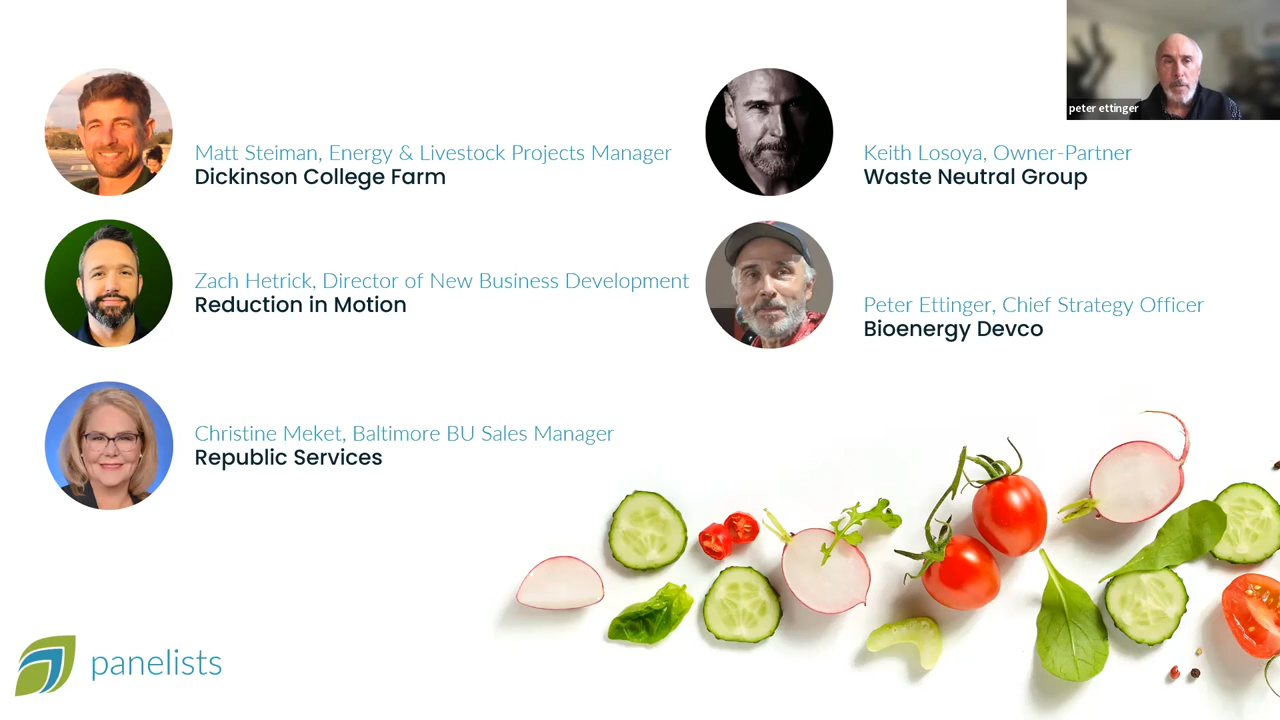 peter ettinger
Matt Steiman, Energy & Livestock Projects Manager
Dickinson College Farm
Keith Losoya, Owner-Partner
Waste Neutral Group
Zach Hetrick, Director of New Business Development
Reduction in Motion
Peter Ettinger, Chief Strategy Officer
Bioenergy Devco
Christine Meket, Baltimore BU Sales Manager
Republic Services
panelists